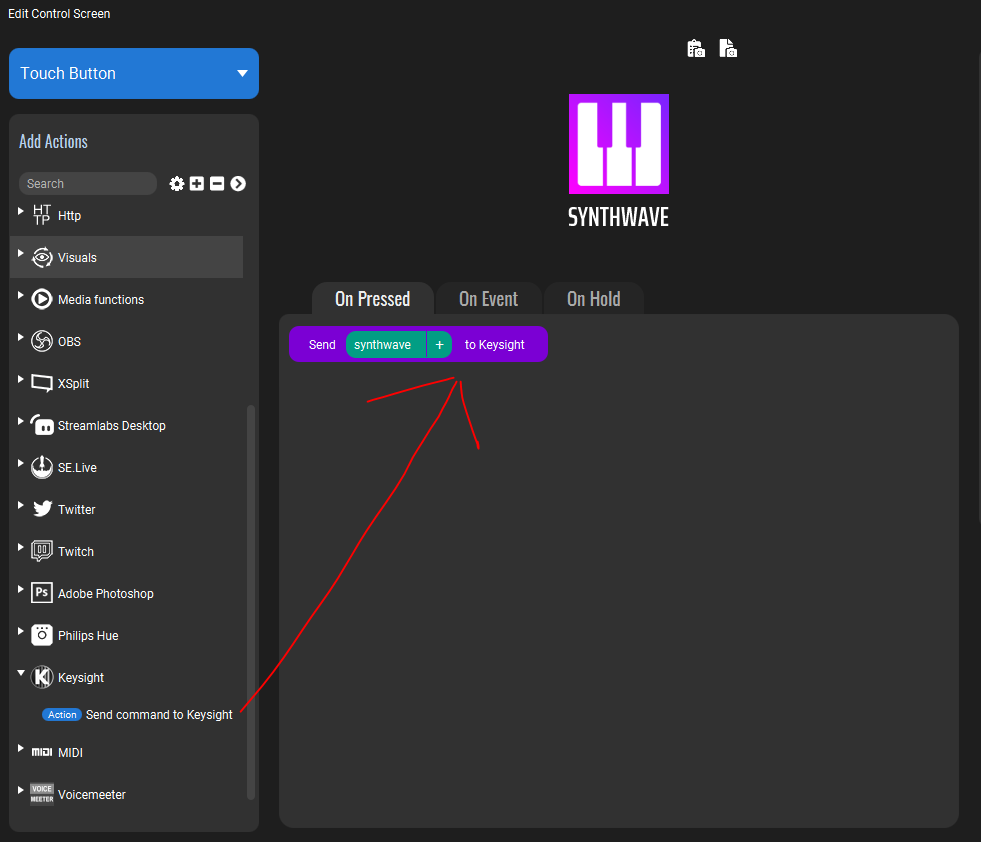 Edit Control Screen
Touch Button
Add Actions
Search
HT
TP Http
Visuals
Media functions
OBS
XSplit
Streamlabs Desktop
SE.Live
Twitter
Twitch
Ps Adobe Photoshop
Philips Hue
K Keysight
Action Send command to Keysight
MIDI MIDI
VOICE
MEETER Voicemeeter
SYNTHWAVE
On Pressed On Event On Hold
Send synthwave + to Keysight